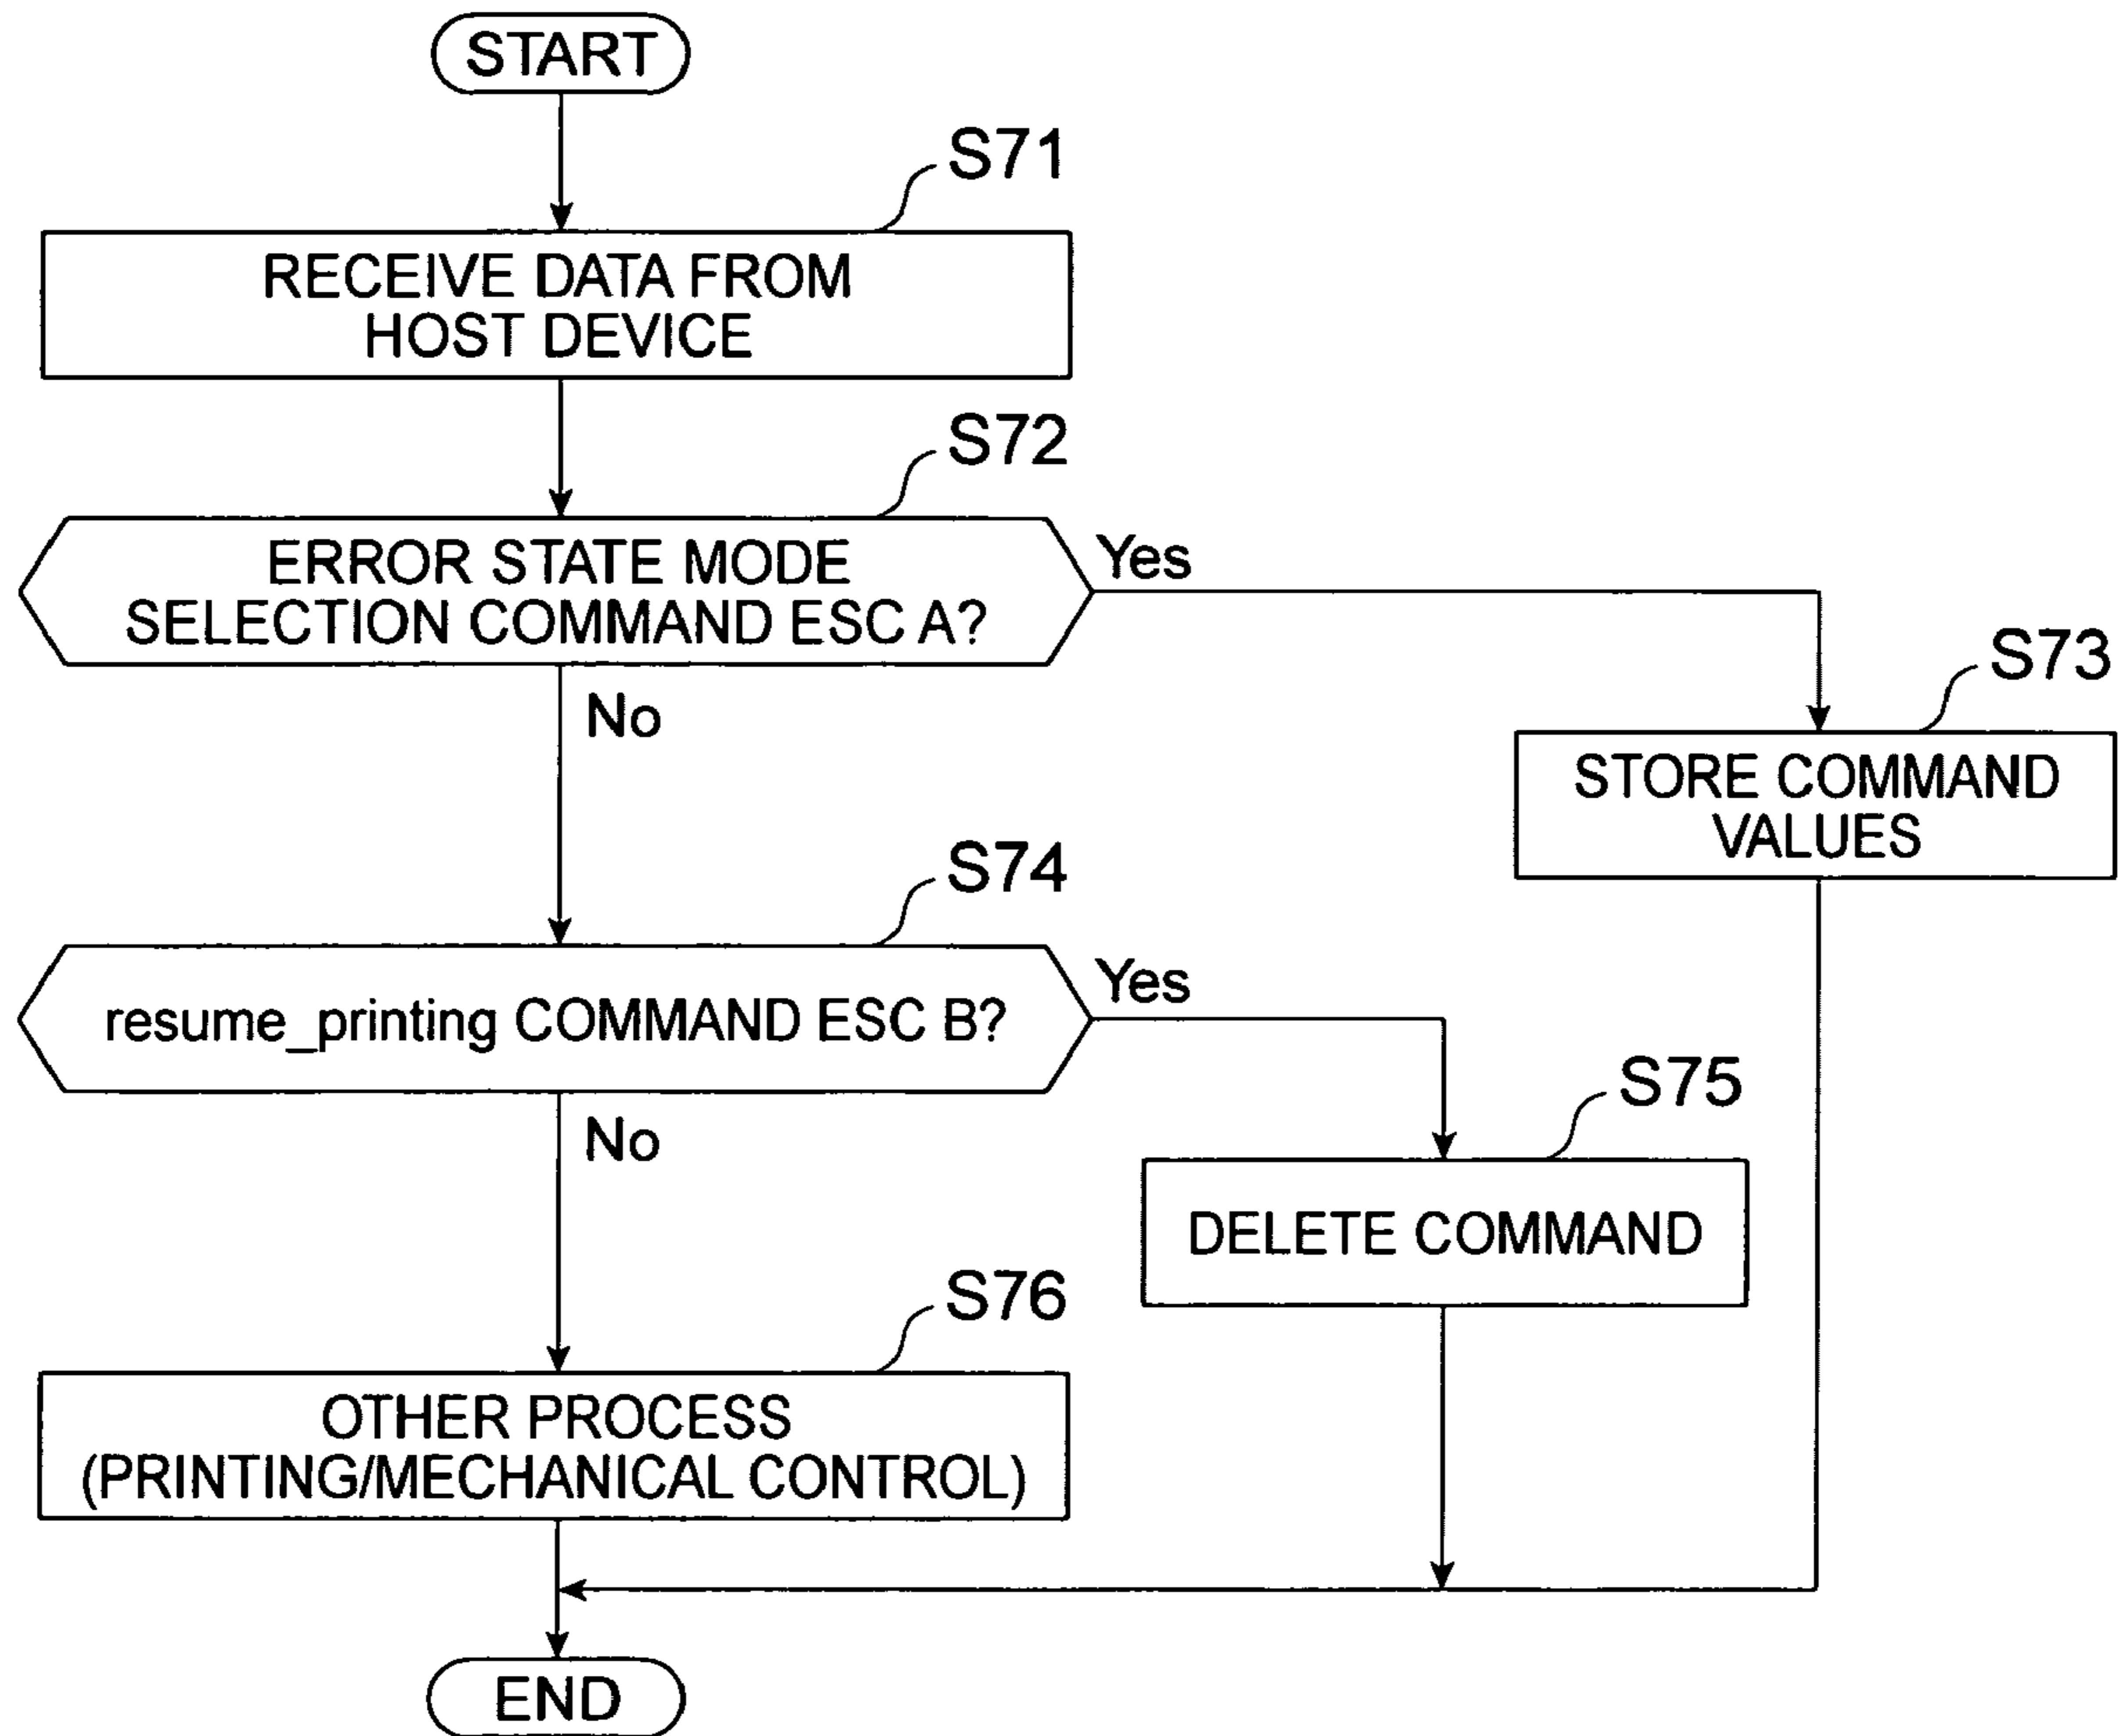 START
S71
RECEIVE DATA FROM
HOST DEVICE
S72
ERROR STATE MODE
SELECTION COMMAND ESC A?
Yes
No
S73
STORE COMMAND
VALUES
S74
resume_printing COMMAND ESC B?
Yes
No
S75
DELETE COMMAND
S76
OTHER PROCESS
(PRINTING/MECHANICAL CONTROL)
END